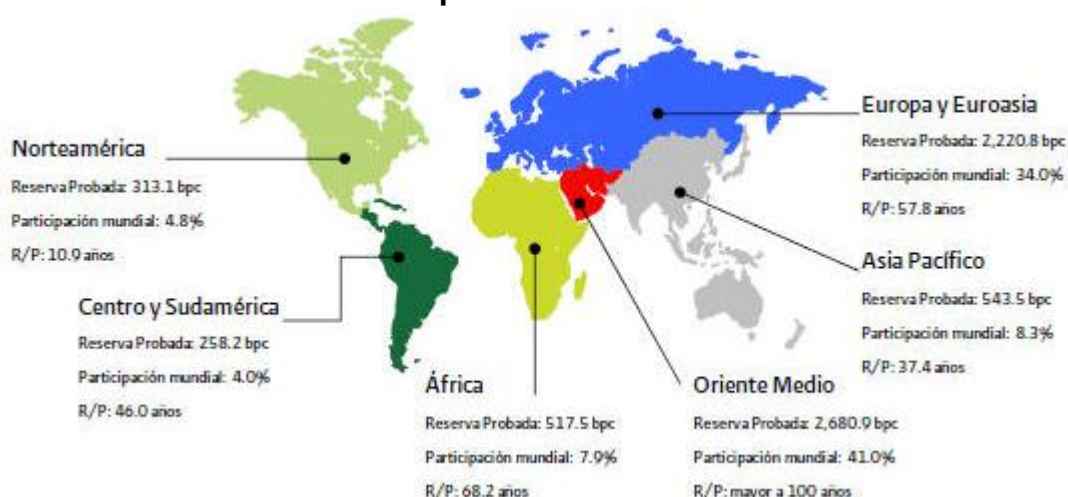 Norteamérica
Reserva Probada: 313.1 bpc
Participación mundial: 4.8%
R/P: 10.9 años
Centro y Sudamérica
Reserva Probada: 258.2 bpc
Participación mundial: 4.0%
R/P: 46.0 años
África
Reserva Probada: 517.5 bpc
Participación mundial: 7.9%
R/P: 68.2 años
Oriente Medio
Reserva Probada: 2,680.9 bpc
Participación mundial: 41.0%
R/P: mayor a 100 años
Europa y Euroasia
Reserva Probada: 2,220.8 bpc
Participación mundial: 34.0%
R/P: 57.8 años
Asia Pacífico
Reserva Probada: 543.5 bpc
Participación mundial: 8.3%
R/P: 37.4 años